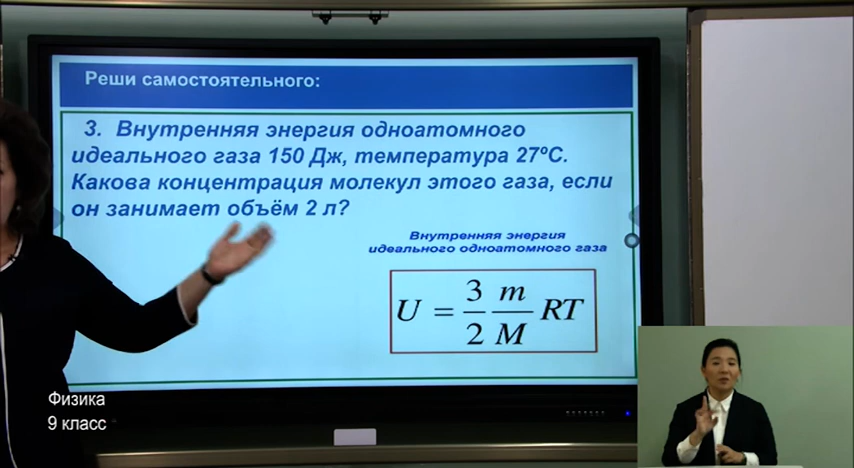 Реши самостоятельного:
3. Внутренняя энергия одноатомного
идеального газа 150 Дж, температура 27ºС.
Какова концентрация молекул этого газа, если
он занимает объём 2 л?
Внутренняя энергия
идеального одноатомного газа
U = 3/2 m/M RT
Физика
9 класс